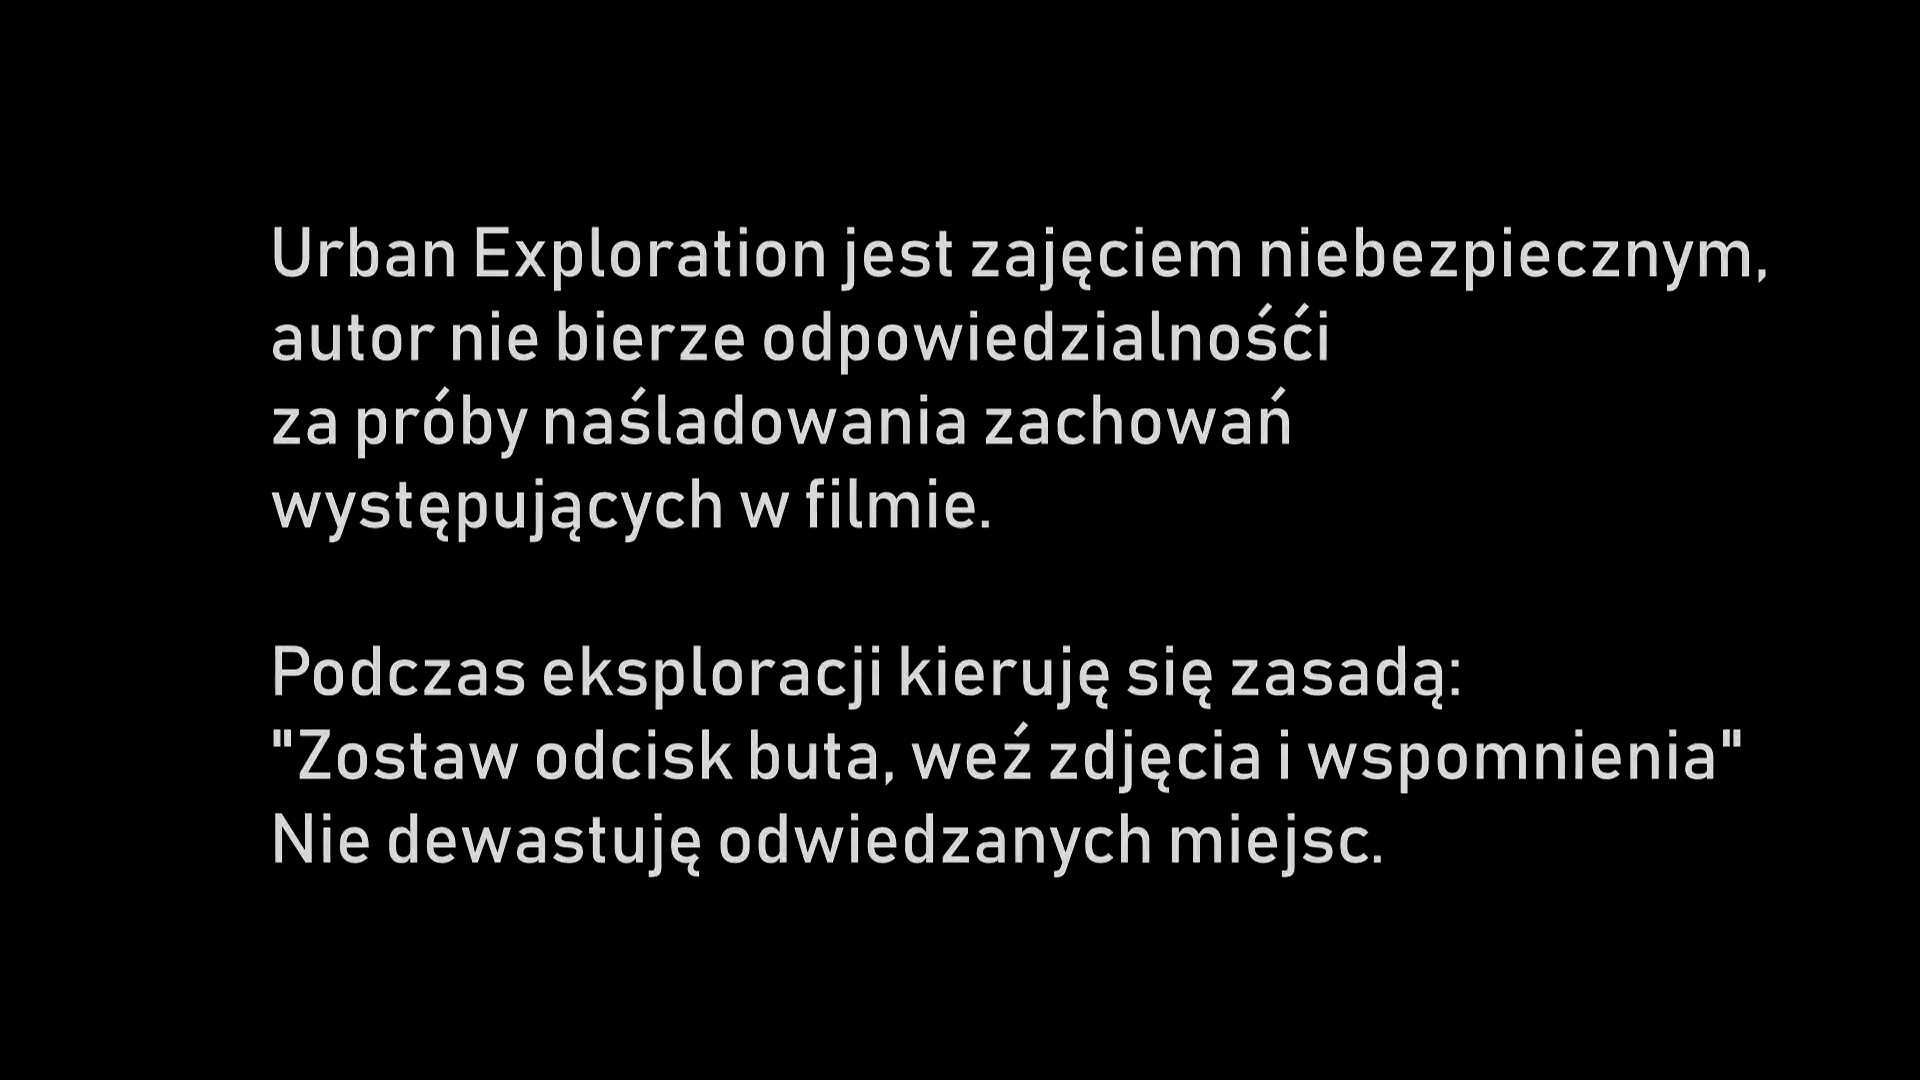 Urban Exploration jest zajęciem niebezpiecznym,
autor nie bierze odpowiedzialnośći
za próby naśladowania zachowań
występujących w filmie.
Podczas eksploracji kieruję się zasadą:
"Zostaw odcisk buta, weź zdjęcia i wspomnienia"
Nie dewastuję odwiedzanych miejsc.